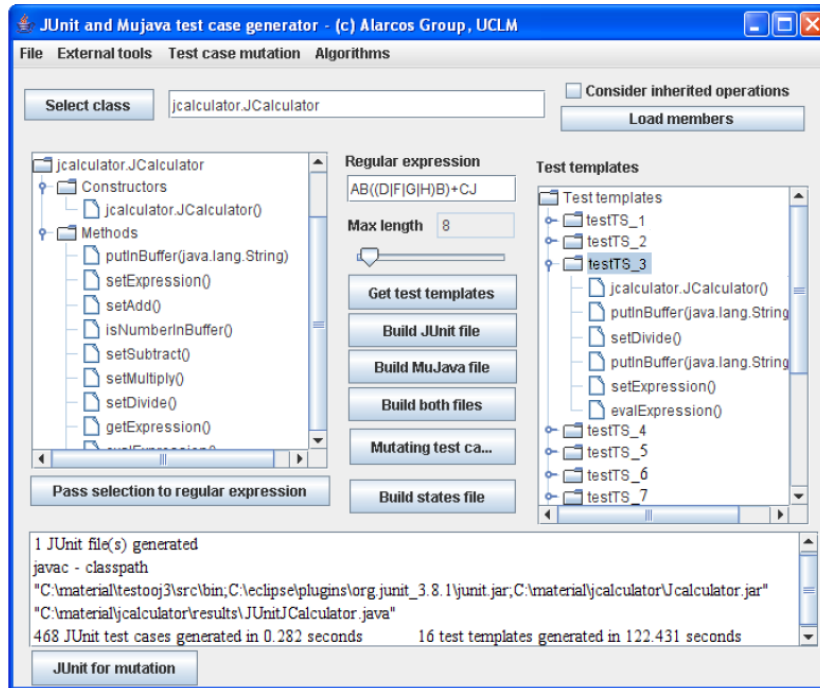 JUnit and Mujava test case generator - (c) Alarcos Group, UCLM
File External tools Test case mutation Algorithms
Select class
jcalculator.JCalculator
Consider inherited operations
Load members
jcalculator.JCalculator
Constructors
jcalculator.JCalculator()
Methods
putInBuffer(java.lang.String)
setExpression()
setAdd()
isNumberInBuffer()
setSubtract()
setMultiply()
setDivide()
getExpression()
Pass selection to regular expression
Regular expression
AB((D|F|G|H)B)+CJ
Max length 8
Get test templates
Build JUnit file
Build MuJava file
Build both files
Mutating test ca...
Build states file
Test templates
Test templates
testTS_1
testTS_2
testTS_3
jcalculator.JCalculator()
putInBuffer(java.lang.String
setDivide()
putInBuffer(java.lang.String
setExpression()
evalExpression()
testTS_4
testTS_5
testTS_6
testTS_7
1 JUnit file(s) generated
javac - classpath
"C:\material\testooj3\src\bin;C:\eclipse\plugins\org.junit_3.8.1\junit.jar;C:\material\jcalculator\Jcalculator.jar"
"C:\material\jcalculator\results\JUnitJCalculator.java"
468 JUnit test cases generated in 0.282 seconds 16 test templates generated in 122.431 seconds
JUnit for mutation